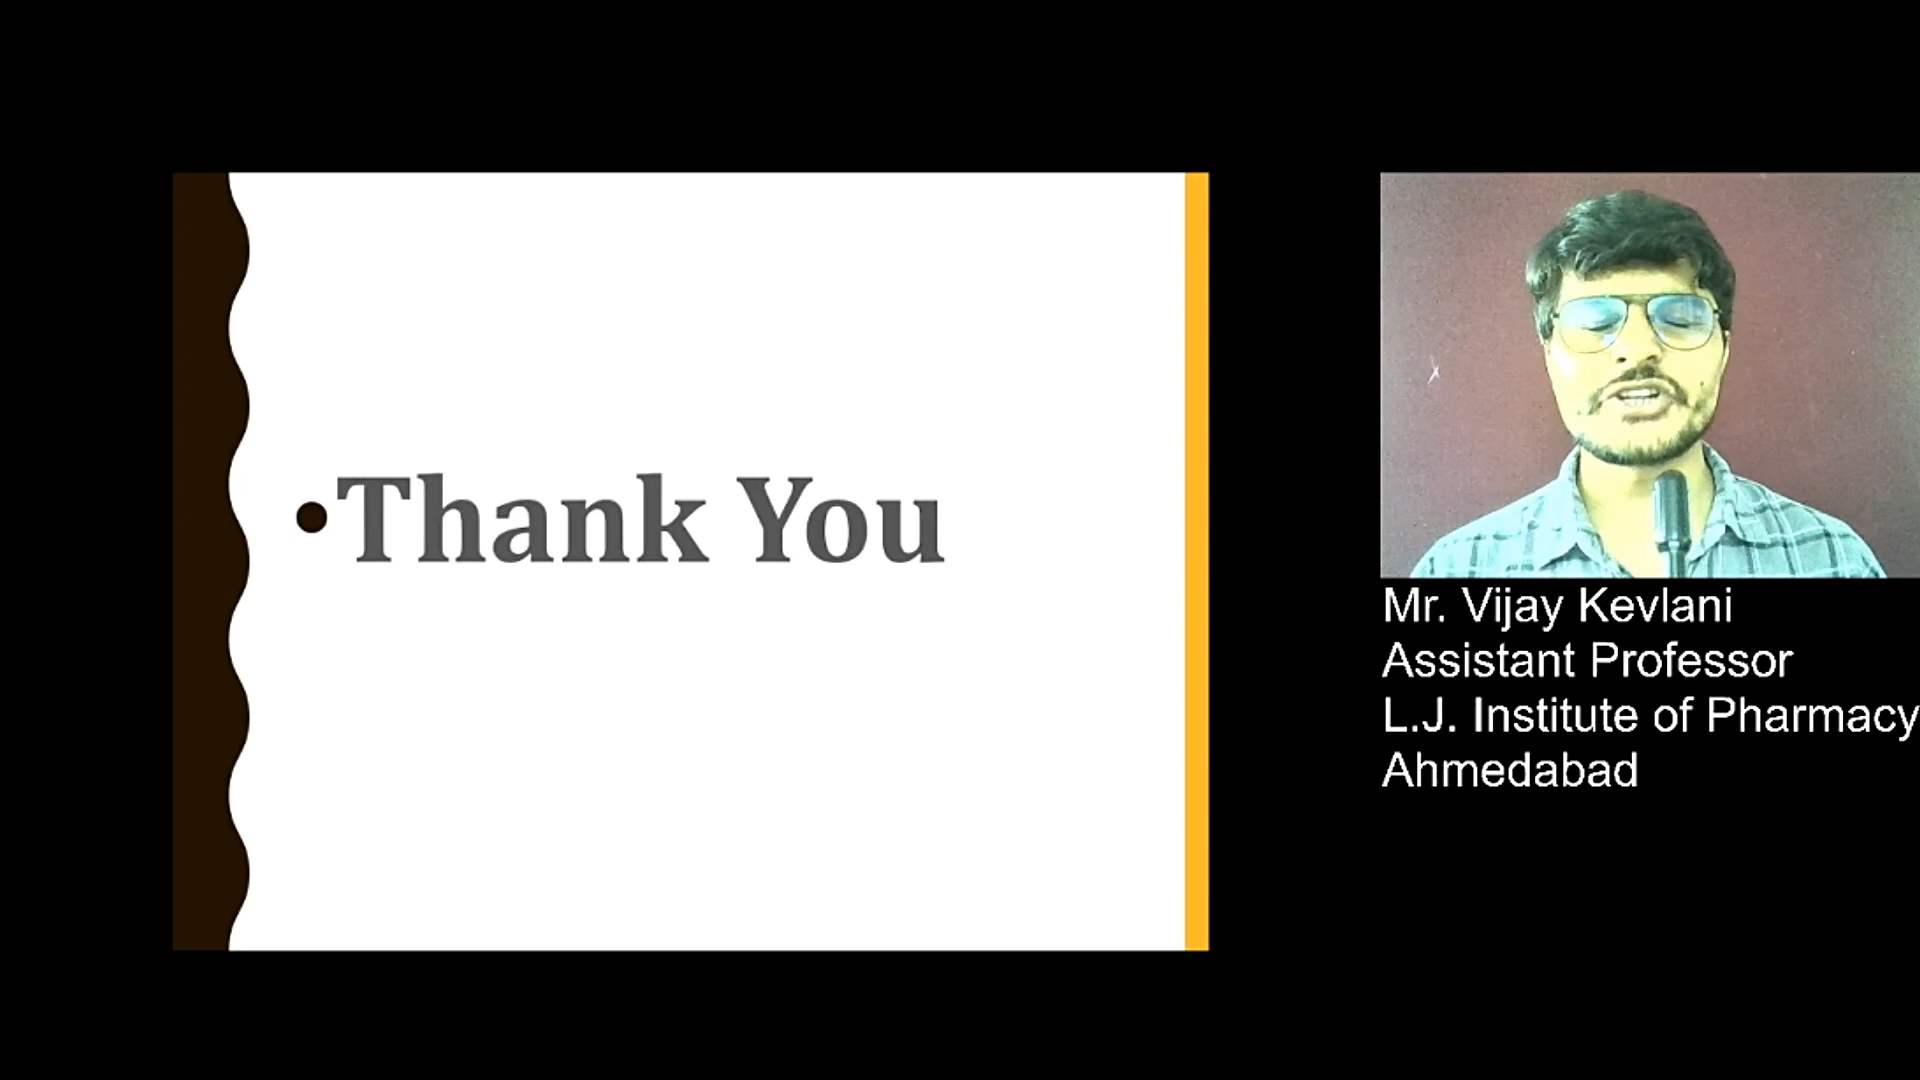 •Thank You
Mr. Vijay Kevlani
Assistant Professor
L.J. Institute of Pharmacy
Ahmedabad